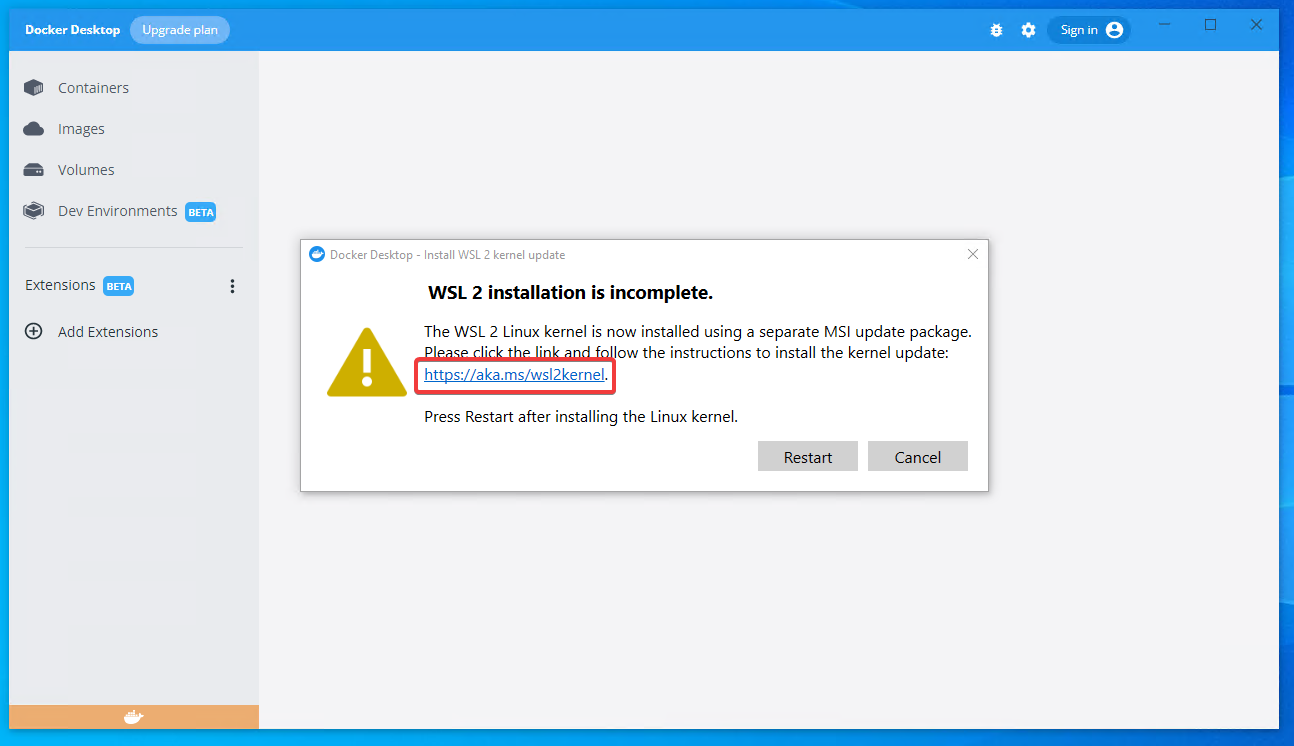 Docker Desktop Upgrade plan Sign in
Containers
Images
Volumes
Dev Environments BETA
Extensions BETA
Add Extensions
Docker Desktop - Install WSL 2 kernel update
WSL 2 installation is incomplete.
The WSL 2 Linux kernel is now installed using a separate MSI update package.
Please click the link and follow the instructions to install the kernel update:
https://aka.ms/wsl2kernel.
Press Restart after installing the Linux kernel.
Restart Cancel